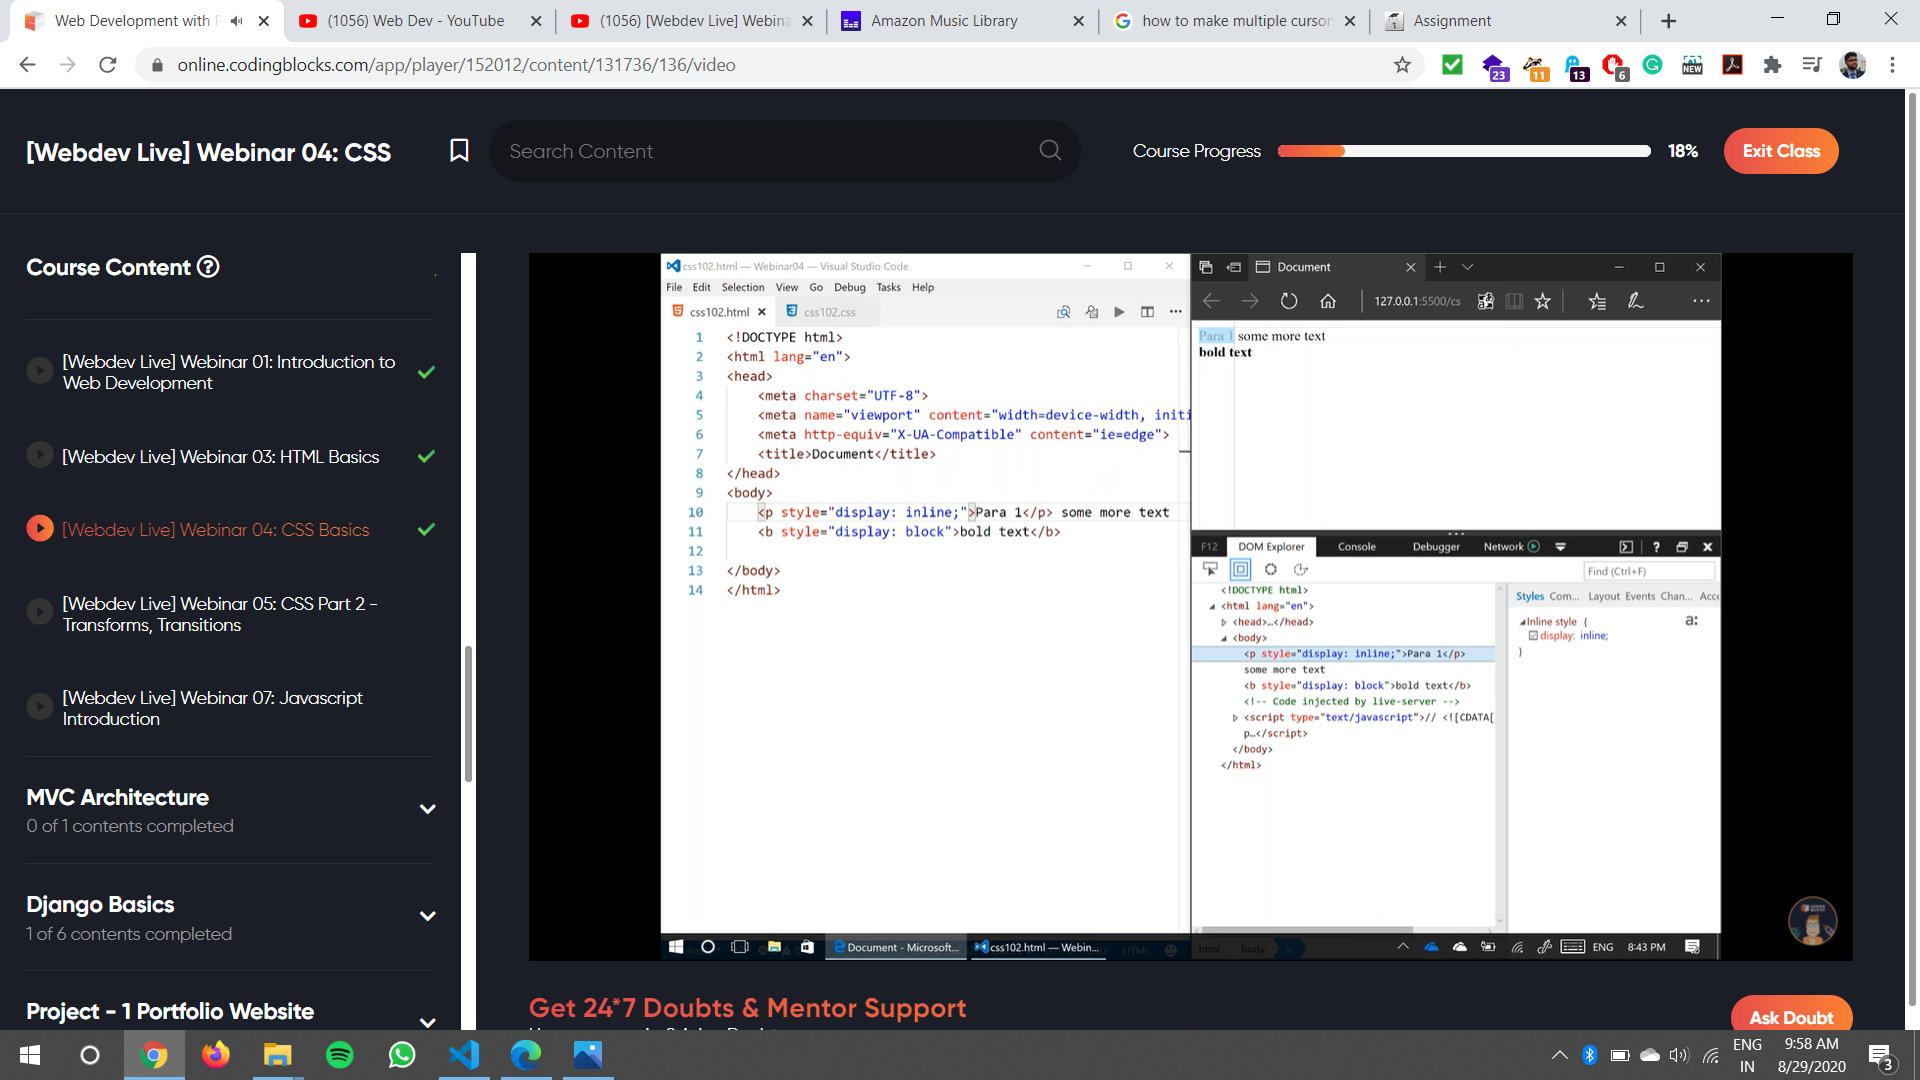 Web Development with
(1056) Web Dev - YouTube
(1056) [Webdev Live] Webina
Amazon Music Library
how to make multiple cursor
Assignment
online.codingblocks.com/app/player/152012/content/131736/136/video
23
11
13
6
NEW
[Webdev Live] Webinar 04: CSS
Search Content
Course Progress
18%
Exit Class
Course Content
[Webdev Live] Webinar 01: Introduction to
Web Development
[Webdev Live] Webinar 03: HTML Basics
[Webdev Live] Webinar 04: CSS Basics
[Webdev Live] Webinar 05: CSS Part 2 -
Transforms, Transitions
[Webdev Live] Webinar 07: Javascript
Introduction
MVC Architecture
0 of 1 contents completed
Django Basics
1 of 6 contents completed
Project - 1 Portfolio Website
css102.html — Webinar04 — Visual Studio Code
File Edit Selection View Go Debug Tasks Help
css102.html
css102.css
1 <!DOCTYPE html>
2 <html lang="en">
3 <head>
4 <meta charset="UTF-8">
5 <meta name="viewport" content="width=device-width, initi
6 <meta http-equiv="X-UA-Compatible" content="ie=edge">
7 <title>Document</title>
8 </head>
9 <body>
10 <p style="display: inline;">Para 1</p> some more text
11 <b style="display: block">bold text</b>
12
13 </body>
14 </html>
Document
127.0.0.1:5500/cs
Para 1 some more text
bold text
F12 DOM Explorer Console Debugger Network
Find (Ctrl+F)
<!DOCTYPE html>
<html lang="en">
<head>…</head>
<body>
<p style="display: inline;">Para 1</p>
some more text
<b style="display: block">bold text</b>
<!-- Code injected by live-server -->
<script type="text/javascript">// <![CDATA[
p…</script>
</body>
</html>
Styles Com... Layout Events Chan... Acce
Inline style {
display: inline;
}
a:
html body p
Document - Microsoft...
css102.html — Webin...
HTML
ENG 8:43 PM
Get 24*7 Doubts & Mentor Support
Ask Doubt
ENG
IN
9:58 AM
8/29/2020
3